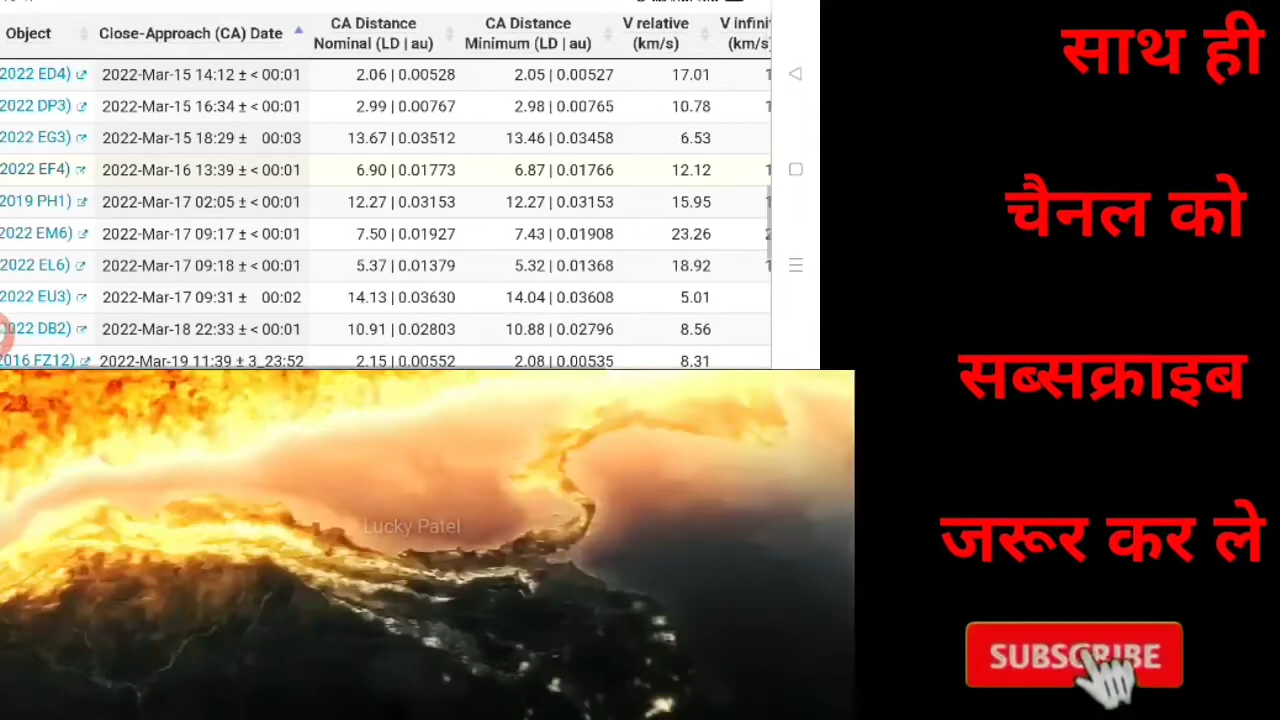 Object Close-Approach (CA) Date CA Distance Nominal (LD | au) CA Distance Minimum (LD | au) V relative (km/s) V (km/s)
2022 ED4) 2022-Mar-15 14:12 ± < 00:01 2.06 | 0.00528 2.05 | 0.00527 17.01
2022 DP3) 2022-Mar-15 16:34 ± < 00:01 2.99 | 0.00767 2.98 | 0.00765 10.78
2022 EG3) 2022-Mar-15 18:29 ± 00:03 13.67 | 0.03512 13.46 | 0.03458 6.53
2022 EF4) 2022-Mar-16 13:39 ± < 00:01 6.90 | 0.01773 6.87 | 0.01766 12.12
2019 PH1) 2022-Mar-17 02:05 ± < 00:01 12.27 | 0.03153 12.27 | 0.03153 15.95
2022 EM6) 2022-Mar-17 09:17 ± < 00:01 7.50 | 0.01927 7.43 | 0.01908 23.26
2022 EL6) 2022-Mar-17 09:18 ± < 00:01 5.37 | 0.01379 5.32 | 0.01368 18.92
2022 EU3) 2022-Mar-17 09:31 ± 00:02 14.13 | 0.03630 14.04 | 0.03608 5.01
2022 DB2) 2022-Mar-18 22:33 ± < 00:01 10.91 | 0.02803 10.88 | 0.02796 8.56
2016 FZ12) 2022-Mar-19 11:39 ± 3_23:52 2.15 | 0.00552 2.08 | 0.00535 8.31
Lucky Patel
साथ ही
चैनल को
सब्सक्राइब
जरूर कर ले
SUBSCRIBE